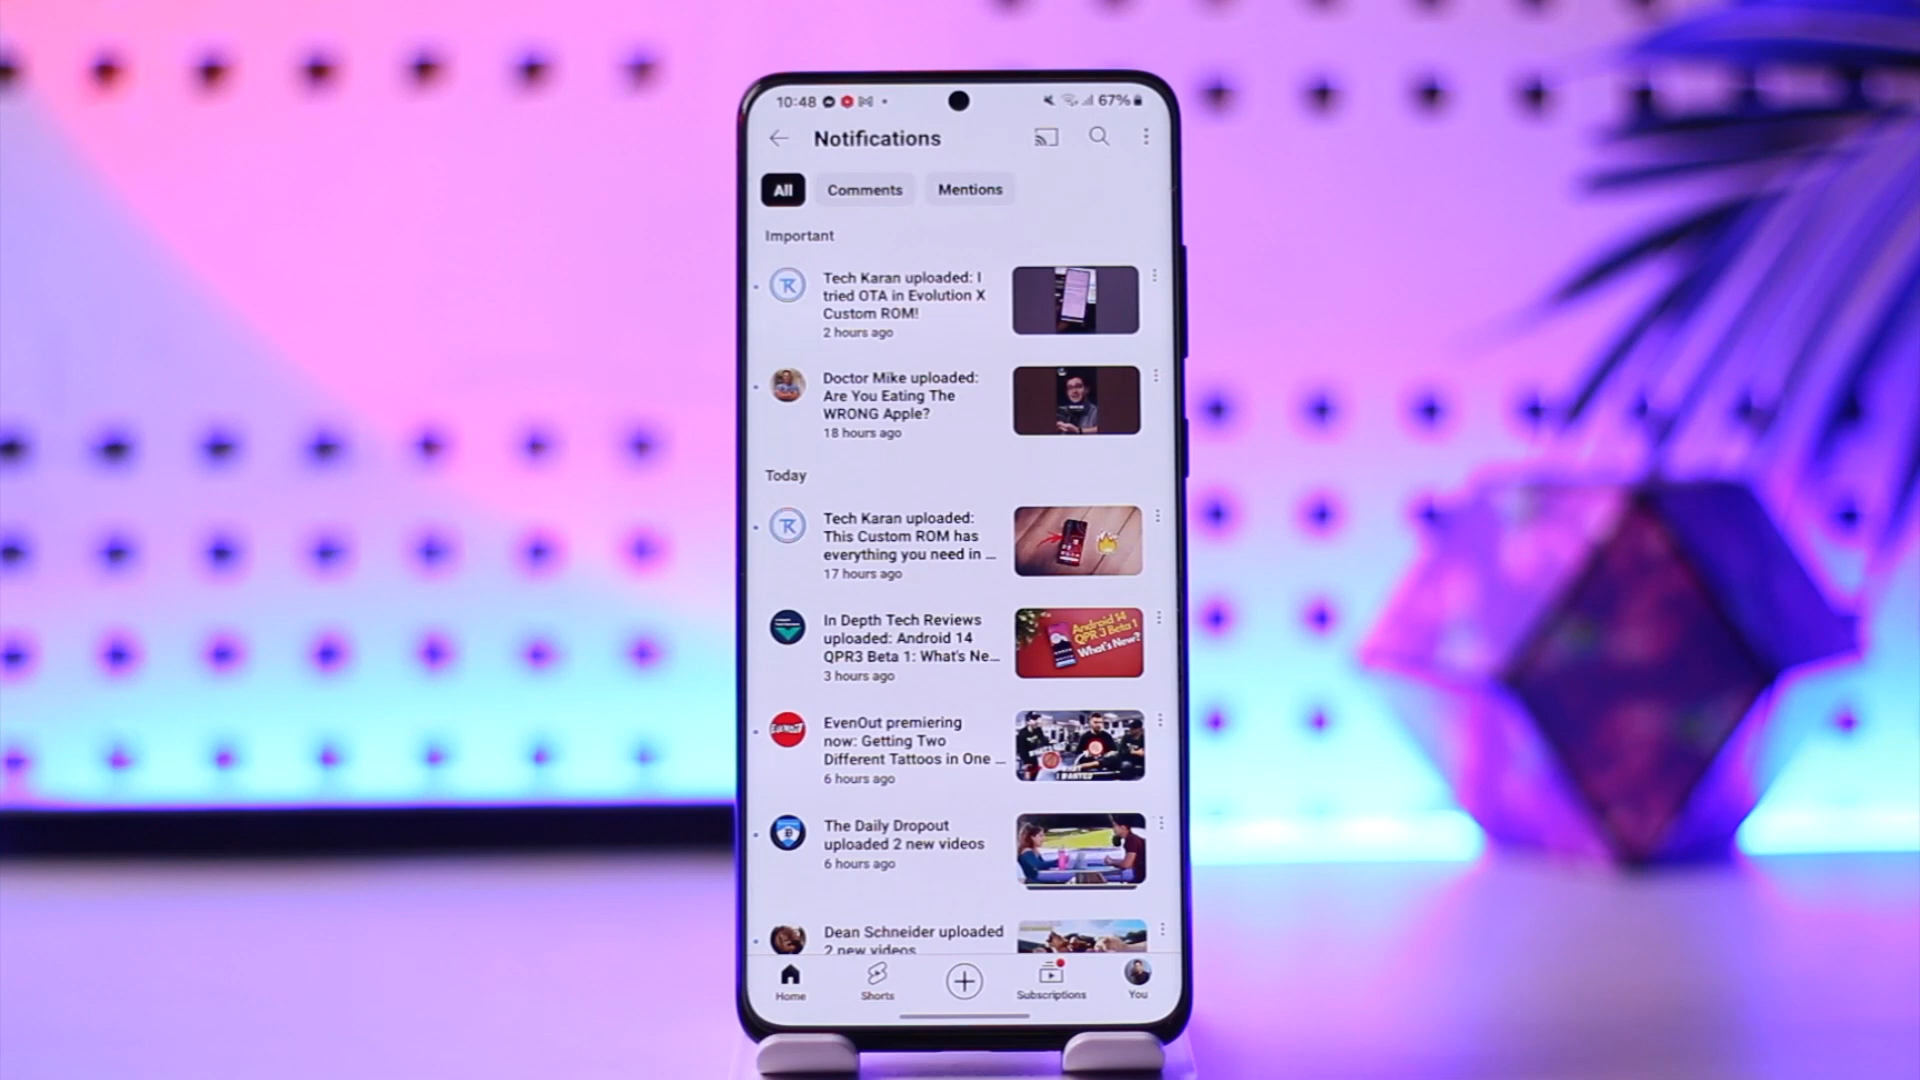 10:48 67%
Notifications
All Comments Mentions
Important
Tech Karan uploaded: I
tried OTA in Evolution X
Custom ROM!
2 hours ago
Doctor Mike uploaded:
Are You Eating The
WRONG Apple?
18 hours ago
Today
Tech Karan uploaded:
This Custom ROM has
everything you need in ...
17 hours ago
In Depth Tech Reviews
uploaded: Android 14
QPR3 Beta 1: What's Ne...
3 hours ago
Android 14
QPR 3 Beta 1
What's New?
EvenOut premiering
now: Getting Two
Different Tattoos in One ...
6 hours ago
The Daily Dropout
uploaded 2 new videos
6 hours ago
Dean Schneider uploaded
2 new videos
Home Shorts Subscriptions You